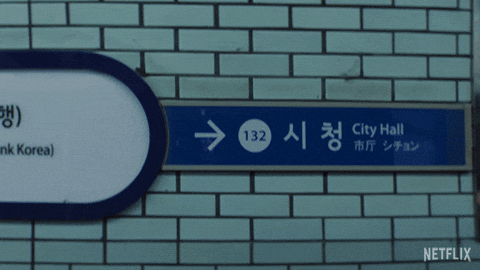 행)
nk Korea)
→ 132 시청 City Hall
市庁 シチョン
NETFLIX